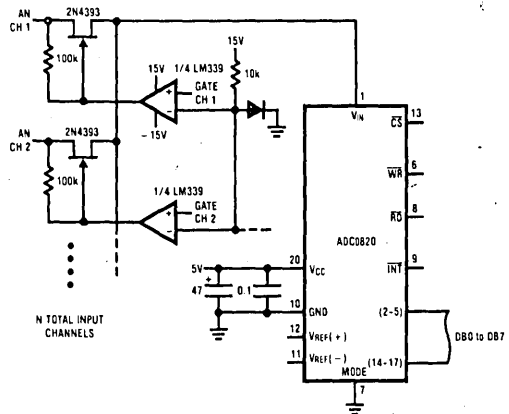 AN
CH 1
2N4393
100k
15V
1/4 LM339
+
-
GATE
CH 1
- 15V
15V
10k
AN
CH 2
2N4393
100k
1/4 LM339
+
-
GATE
CH 2
N TOTAL INPUT
CHANNELS
1
VIN
CS
13
WR
6
RD
8
ADC0820
INT
9
5V
20
VCC
+
47
0.1
10
GND
12
VREF(+)
11
VREF(-)
(2-5)
DB0 to DB7
(14-17)
MODE
7